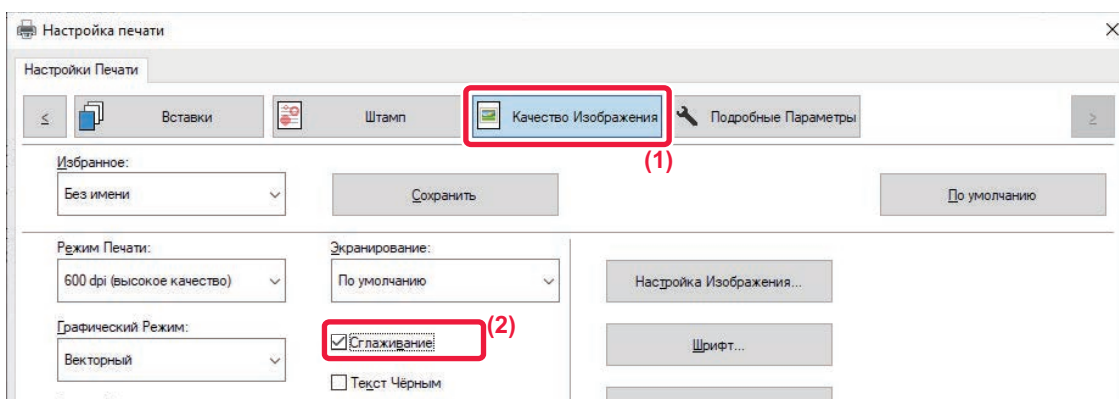 Настройка печати
Настройки Печати
< Вставки Штамп Качество Изображения Подробные Параметры >
(1)
Избранное:
Без имени Сохранить По умолчанию
Режим Печати: Экранирование:
600 dpi (высокое качество) По умолчанию Настройка Изображения...
Графический Режим: (2)
Сглаживание Шрифт...
Векторный
Текст Чёрным